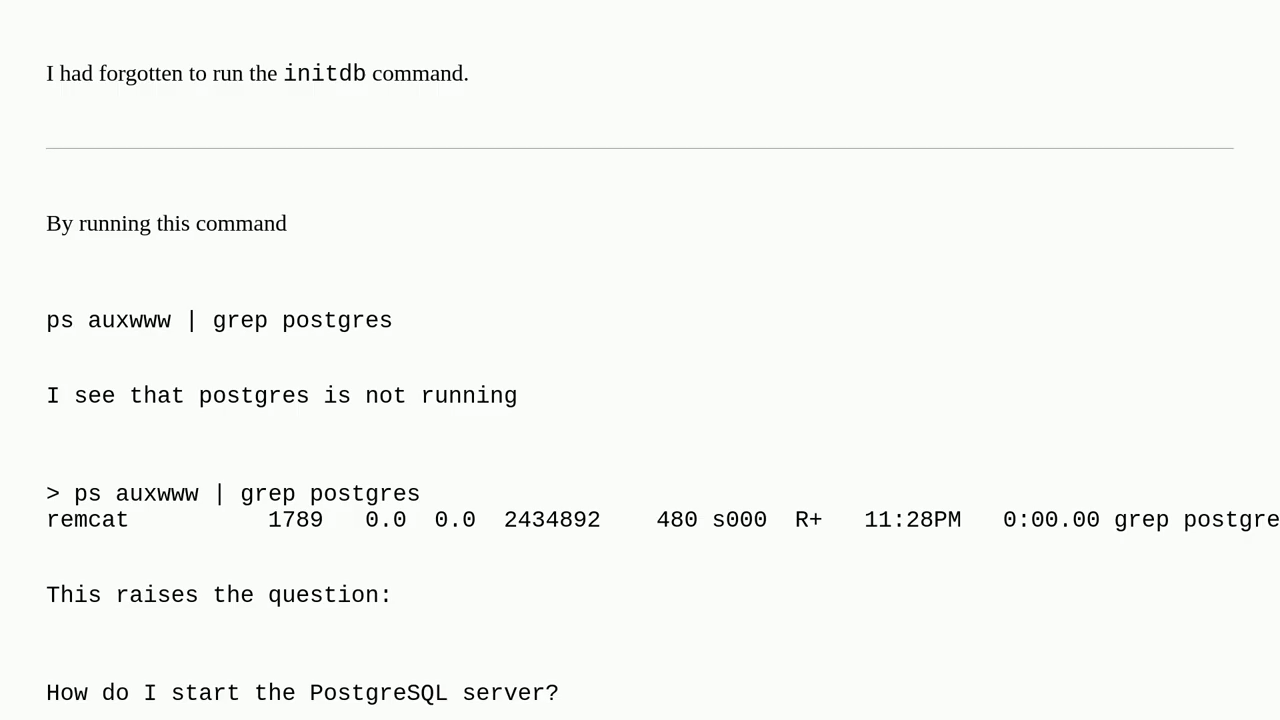 I had forgotten to run the initdb command.
By running this command
ps auxwww | grep postgres
I see that postgres is not running
> ps auxwww | grep postgres
remcat          1789   0.0  0.0  2434892    480 s000  R+   11:28PM   0:00.00 grep postgre
This raises the question:
How do I start the PostgreSQL server?